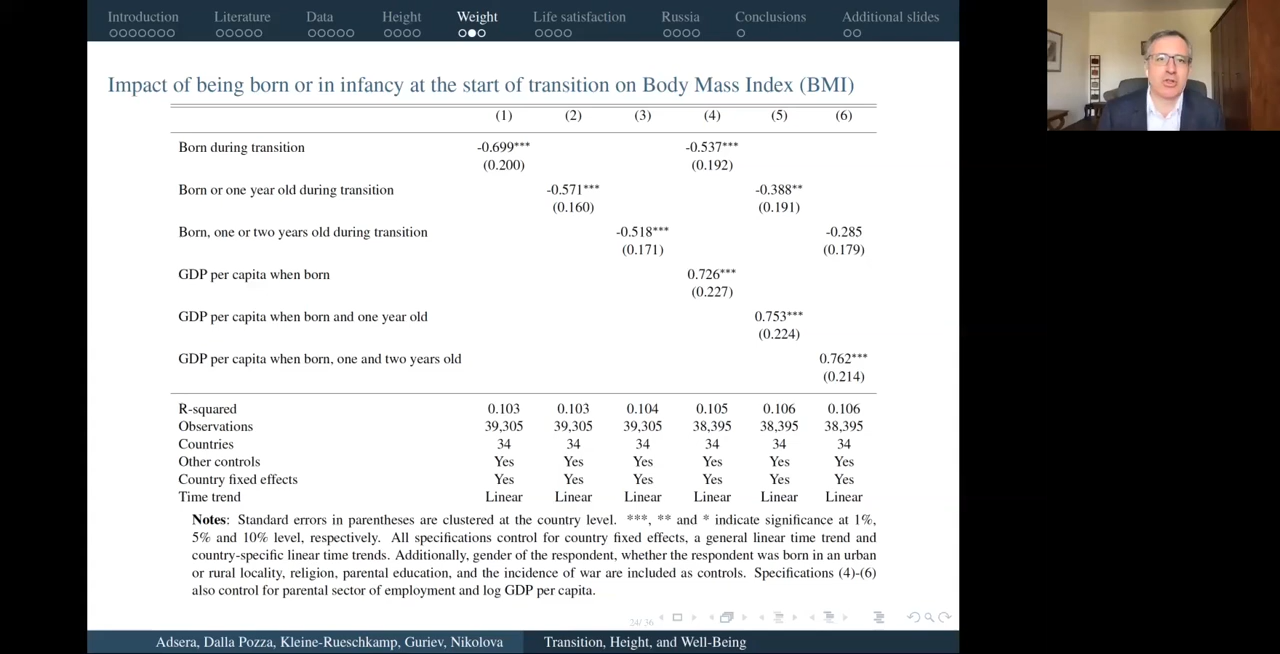 Introduction Literature Data Height Weight Life satisfaction Russia Conclusions Additional slides
Impact of being born or in infancy at the start of transition on Body Mass Index (BMI)
(1) (2) (3) (4) (5) (6)
Born during transition -0.699*** -0.537***
(0.200) (0.192)
Born or one year old during transition -0.571*** -0.388**
(0.160) (0.191)
Born, one or two years old during transition -0.518*** -0.285
(0.171) (0.179)
GDP per capita when born 0.726***
(0.227)
GDP per capita when born and one year old 0.753***
(0.224)
GDP per capita when born, one and two years old 0.762***
(0.214)
R-squared 0.103 0.103 0.104 0.105 0.106 0.106
Observations 39,305 39,305 39,305 38,395 38,395 38,395
Countries 34 34 34 34 34 34
Other controls Yes Yes Yes Yes Yes Yes
Country fixed effects Yes Yes Yes Yes Yes Yes
Time trend Linear Linear Linear Linear Linear Linear
Notes: Standard errors in parentheses are clustered at the country level. ***, ** and * indicate significance at 1%,
5% and 10% level, respectively. All specifications control for country fixed effects, a general linear time trend and
country-specific linear time trends. Additionally, gender of the respondent, whether the respondent was born in an urban
or rural locality, religion, parental education, and the incidence of war are included as controls. Specifications (4)-(6)
also control for parental sector of employment and log GDP per capita.
24/36
Adsera, Dalla Pozza, Kleine-Rueschkamp, Guriev, Nikolova Transition, Height, and Well-Being